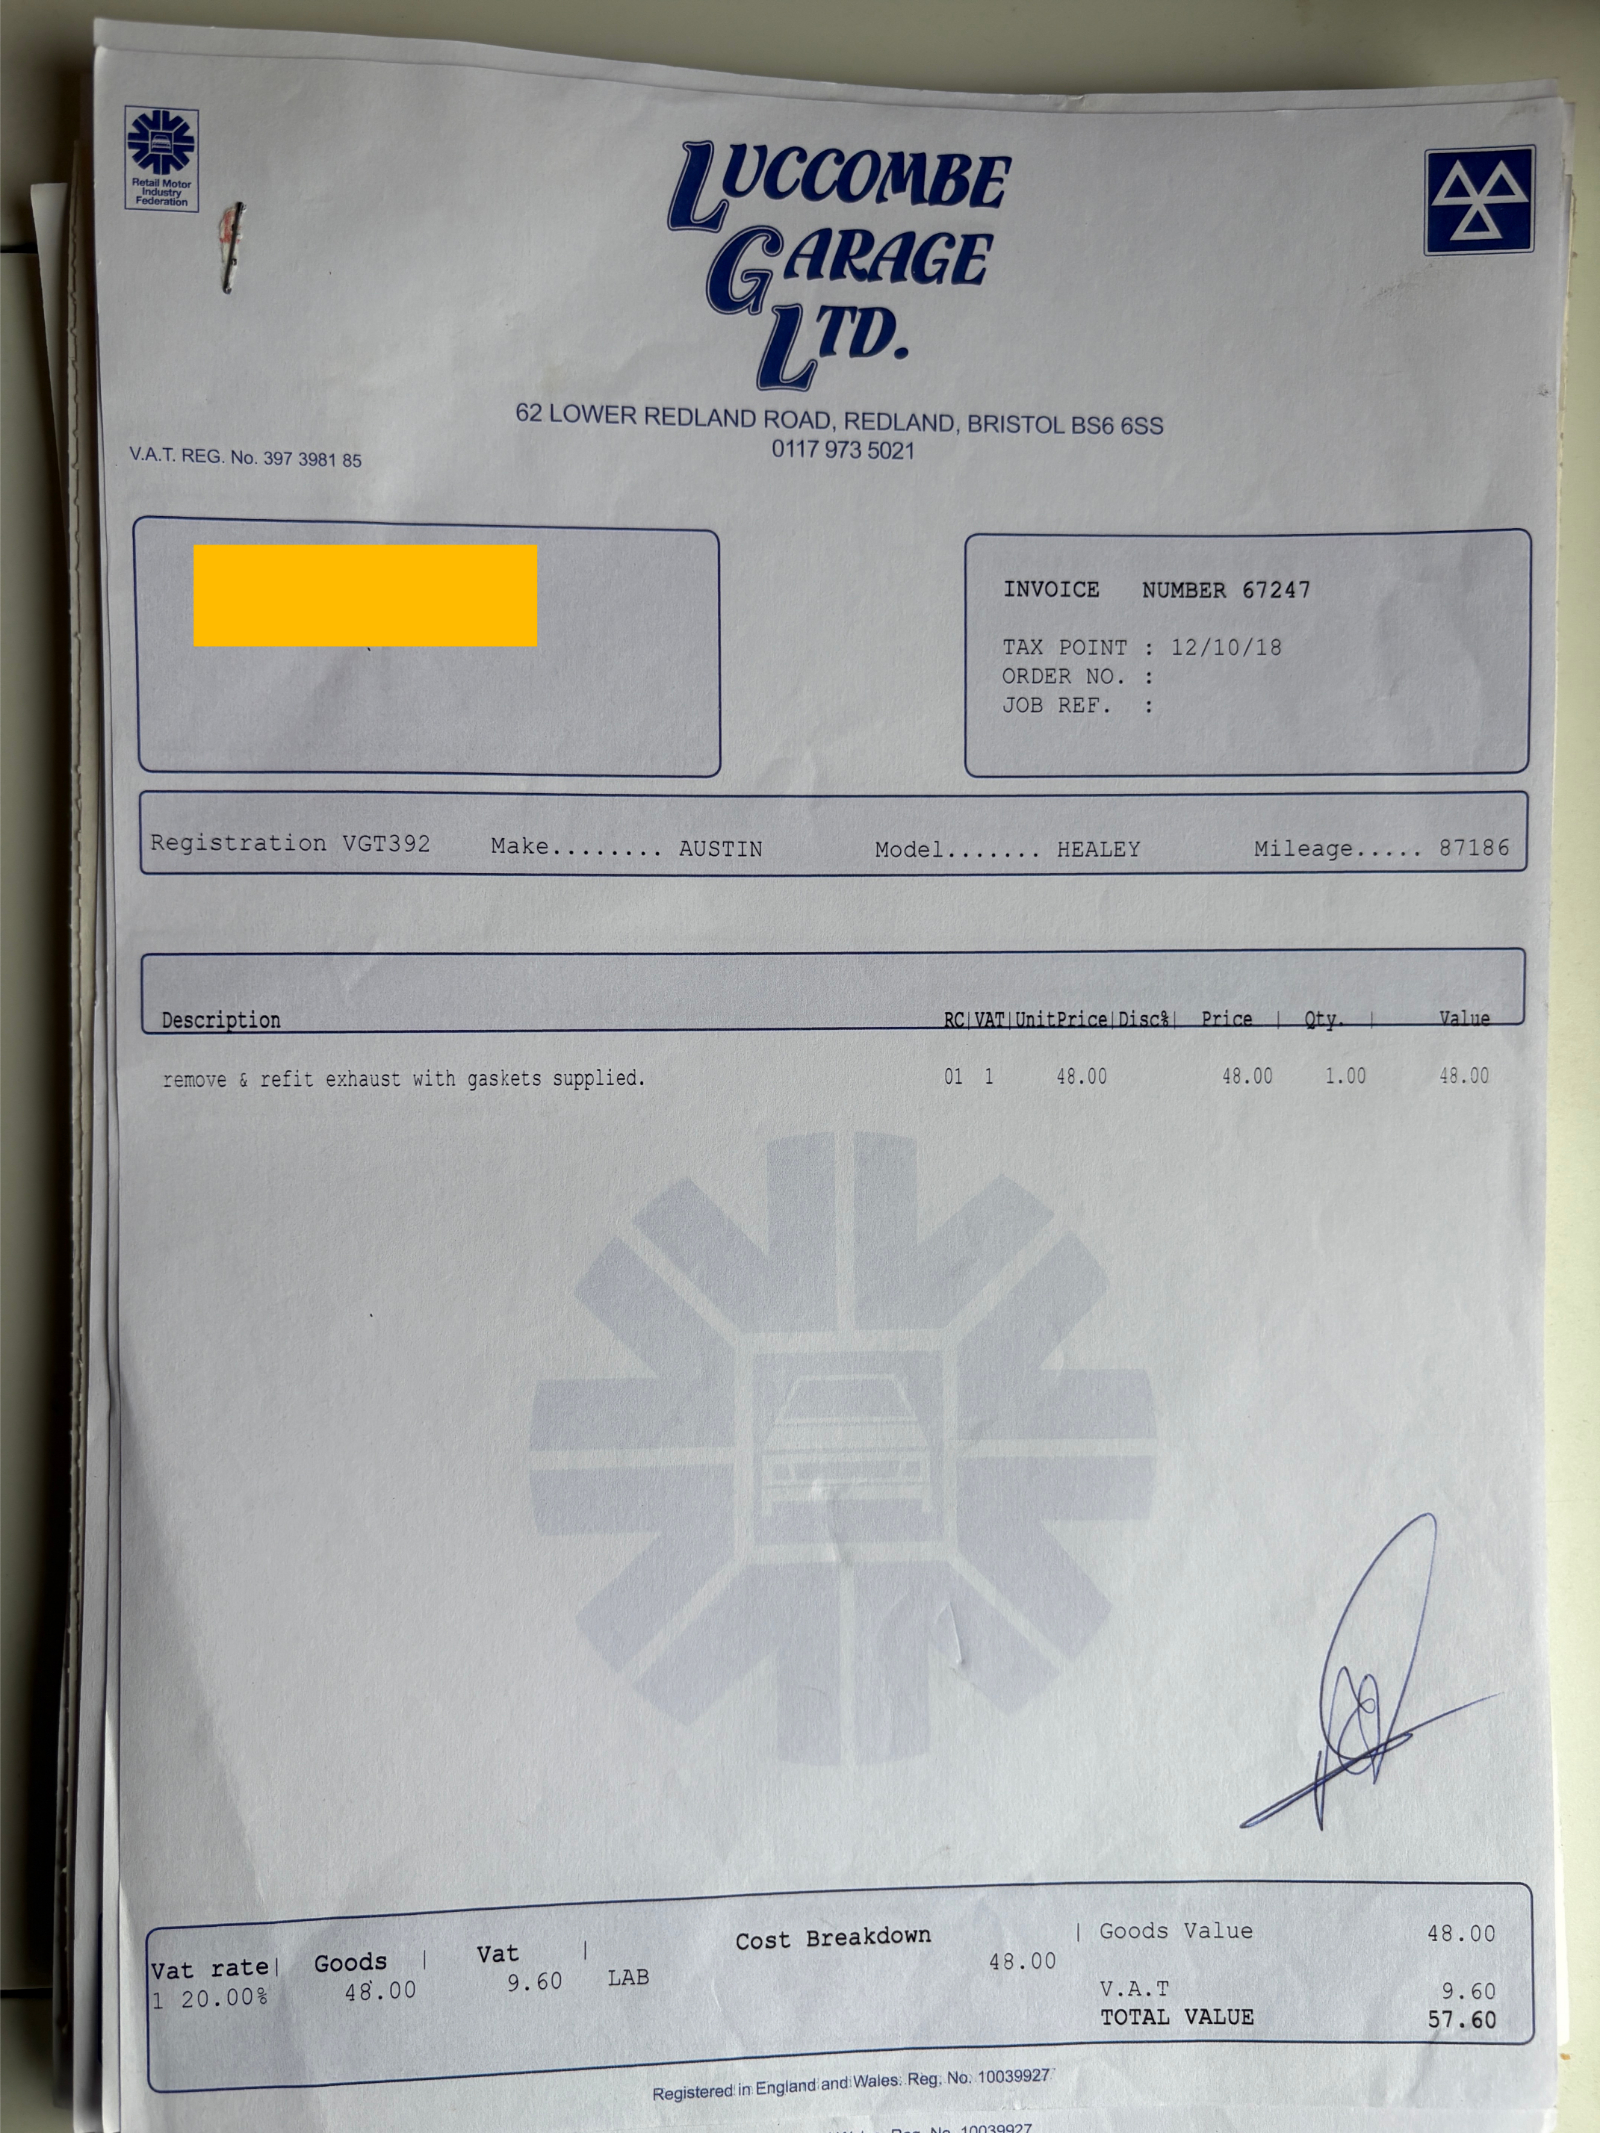 Retail Motor
Industry
Federation
LUCCOMBE
GARAGE
LTD.
62 LOWER REDLAND ROAD, REDLAND, BRISTOL BS6 6SS
0117 973 5021
V.A.T. REG. No. 397 3981 85
INVOICE NUMBER 67247
TAX POINT : 12/10/18
ORDER NO. :
JOB REF. :
Registration VGT392 Make........ AUSTIN Model....... HEALEY Mileage..... 87186
Description RC|VAT|UnitPrice|Disc%| Price | Qty. | Value
remove & refit exhaust with gaskets supplied. 01 1 48.00 48.00 1.00 48.00
Vat rate| Goods | Vat | Cost Breakdown | Goods Value 48.00
1 20.00% 48.00 9.60 LAB 48.00
V.A.T 9.60
TOTAL VALUE 57.60
Registered in England and Wales. Reg. No. 10039927
Reg. No. 10039927